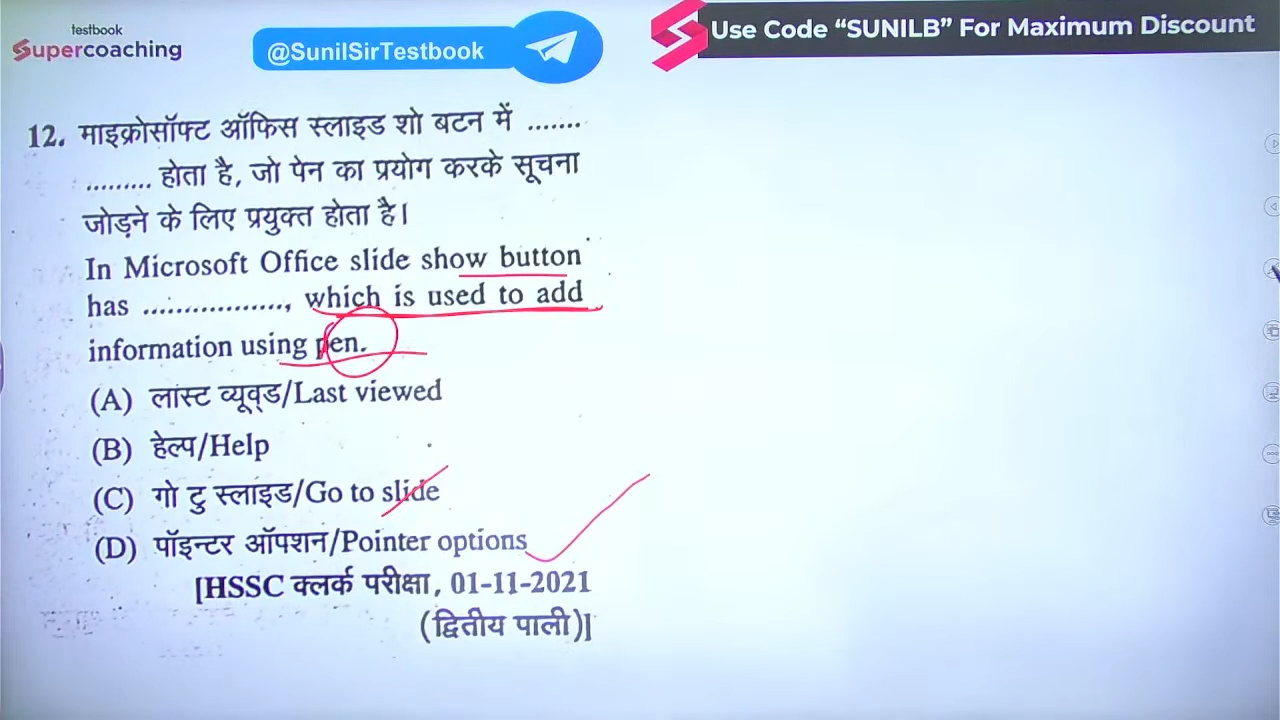 testbook
Supercoaching
@SunilSirTestbook
Use Code “SUNILB” For Maximum Discount
12. माइक्रोसॉफ्ट ऑफिस स्लाइड शो बटन में .......
......... होता है, जो पेन का प्रयोग करके सूचना
जोड़ने के लिए प्रयुक्त होता है।
In Microsoft Office slide show button
has ..................., which is used to add
information using pen.
(A) लास्ट व्यूव्ड/Last viewed
(B) हेल्प/Help
(C) गो टु स्लाइड/Go to slide
(D) पॉइन्टर ऑपशन/Pointer options
[HSSC क्लर्क परीक्षा, 01-11-2021
(द्वितीय पाली)]